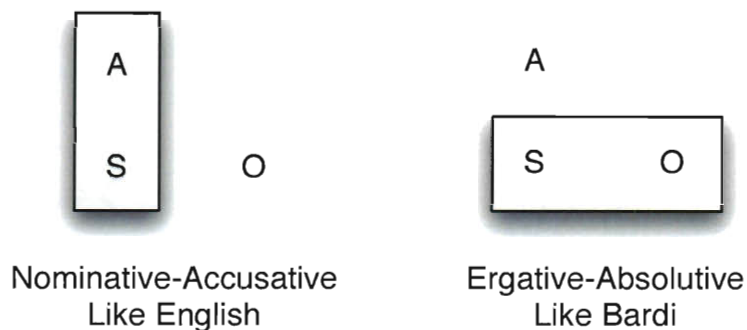 A
S O
Nominative-Accusative
Like English
A
S O
Ergative-Absolutive
Like Bardi